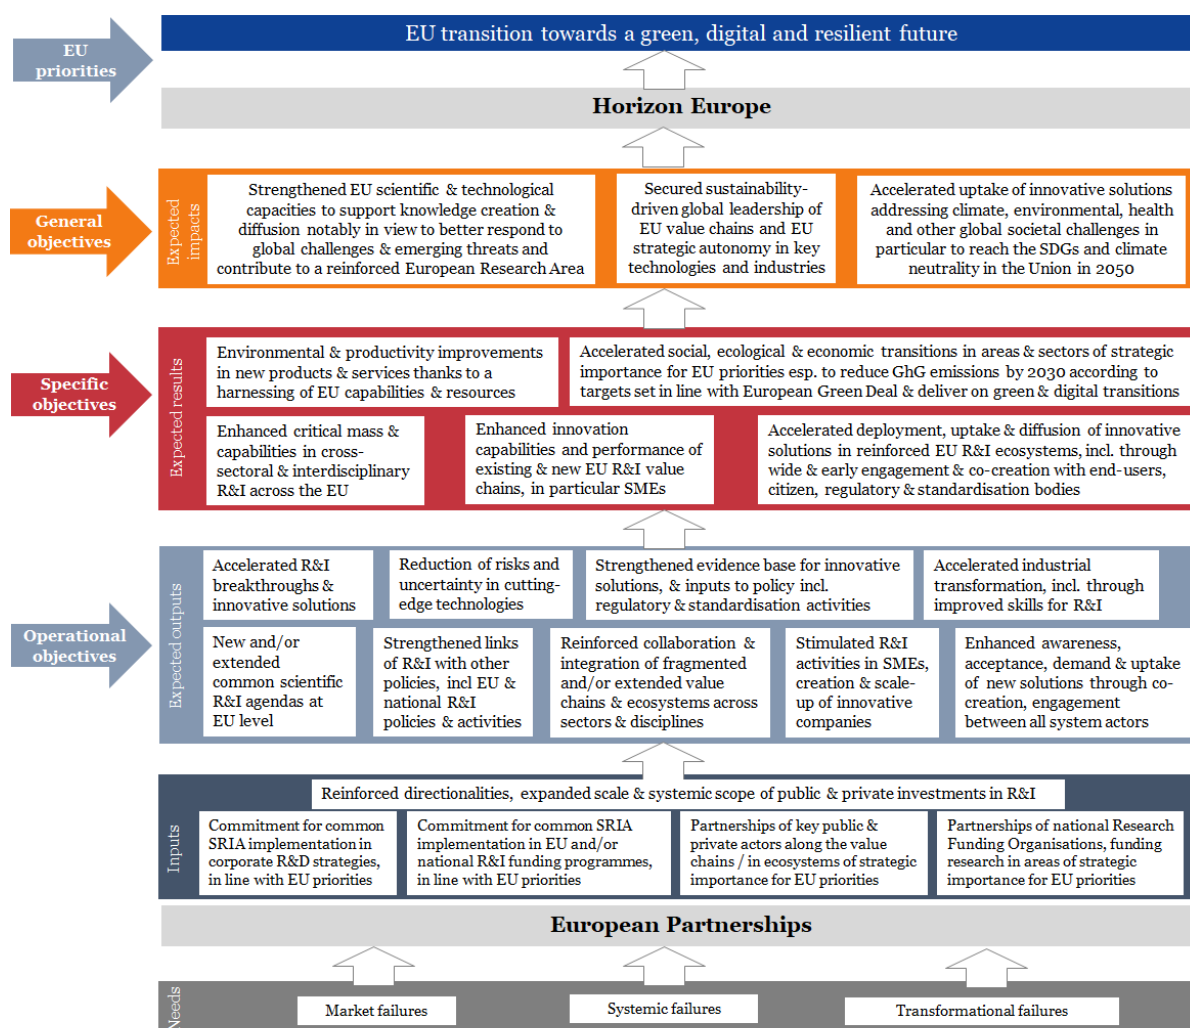 EU
priorities
EU transition towards a green, digital and resilient future
Horizon Europe
General
objectives
Expected
impacts
Strengthened EU scientific & technological
capacities to support knowledge creation &
diffusion notably in view to better respond to
global challenges & emerging threats and
contribute to a reinforced European Research Area
Secured sustainability-
driven global leadership of
EU value chains and EU
strategic autonomy in key
technologies and industries
Accelerated uptake of innovative solutions
addressing climate, environmental, health
and other global societal challenges in
particular to reach the SDGs and climate
neutrality in the Union in 2050
Specific
objectives
Expected results
Environmental & productivity improvements
in new products & services thanks to a
harnessing of EU capabilities & resources
Accelerated social, ecological & economic transitions in areas & sectors of strategic
importance for EU priorities esp. to reduce GhG emissions by 2030 according to
targets set in line with European Green Deal & deliver on green & digital transitions
Enhanced critical mass &
capabilities in cross-
sectoral & interdisciplinary
R&I across the EU
Enhanced innovation
capabilities and performance of
existing & new EU R&I value
chains, in particular SMEs
Accelerated deployment, uptake & diffusion of innovative
solutions in reinforced EU R&I ecosystems, incl. through
wide & early engagement & co-creation with end-users,
citizen, regulatory & standardisation bodies
Operational
objectives
Expected outputs
Accelerated R&I
breakthroughs &
innovative solutions
Reduction of risks and
uncertainty in cutting-
edge technologies
Strengthened evidence base for innovative
solutions, & inputs to policy incl.
regulatory & standardisation activities
Accelerated industrial
transformation, incl. through
improved skills for R&I
New and/or
extended
common scientific
R&I agendas at
EU level
Strengthened links
of R&I with other
policies, incl EU &
national R&I
policies & activities
Reinforced collaboration &
integration of fragmented
and/or extended value
chains & ecosystems across
sectors & disciplines
Stimulated R&I
activities in SMEs,
creation & scale-
up of innovative
companies
Enhanced awareness,
acceptance, demand & uptake
of new solutions through co-
creation, engagement
between all system actors
Inputs
Reinforced directionalities, expanded scale & systemic scope of public & private investments in R&I
Commitment for common
SRIA implementation in
corporate R&D strategies,
in line with EU priorities
Commitment for common SRIA
implementation in EU and/or
national R&I funding programmes,
in line with EU priorities
Partnerships of key public &
private actors along the value
chains / in ecosystems of strategic
importance for EU priorities
Partnerships of national Research
Funding Organisations, funding
research in areas of strategic
importance for EU priorities
European Partnerships
Needs
Market failures
Systemic failures
Transformational failures